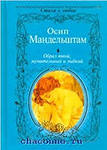 Осип
Мандельштам
Образ твой,
мучительный и зыбкий
chaconne.ru